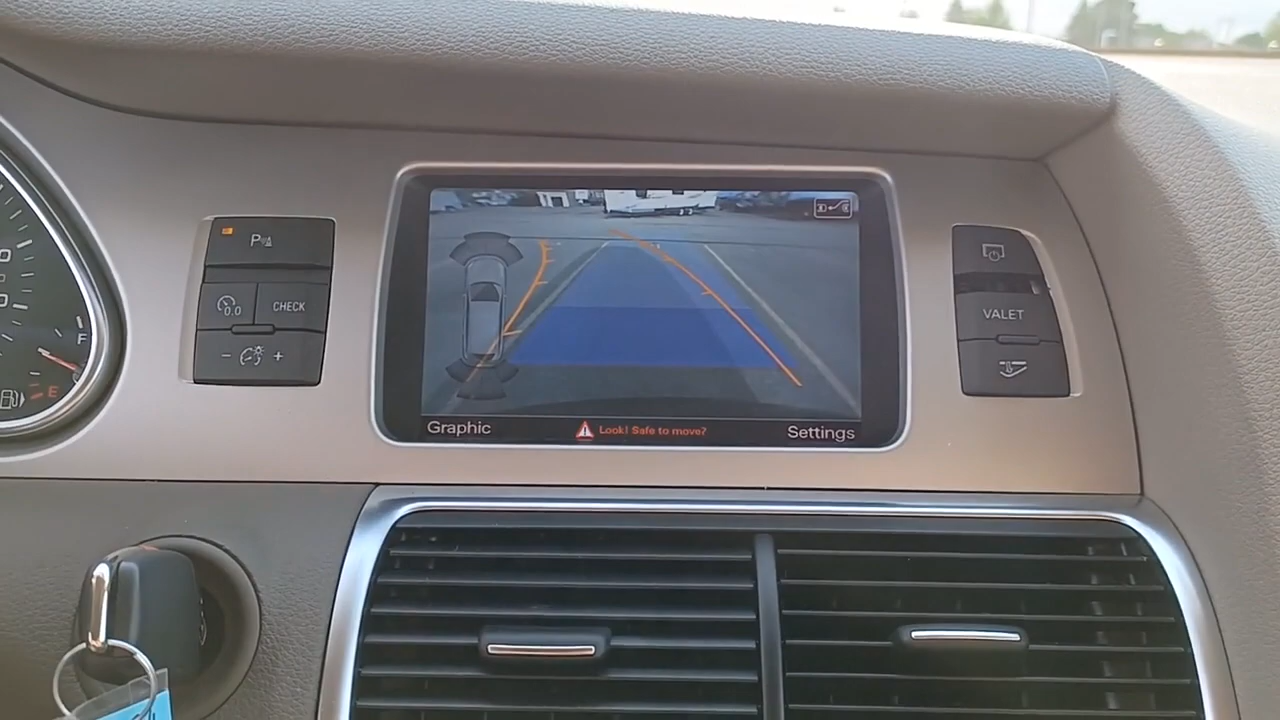 P
0.0
CHECK
- +
F
E
Graphic
Look! Safe to move?
Settings
VALET